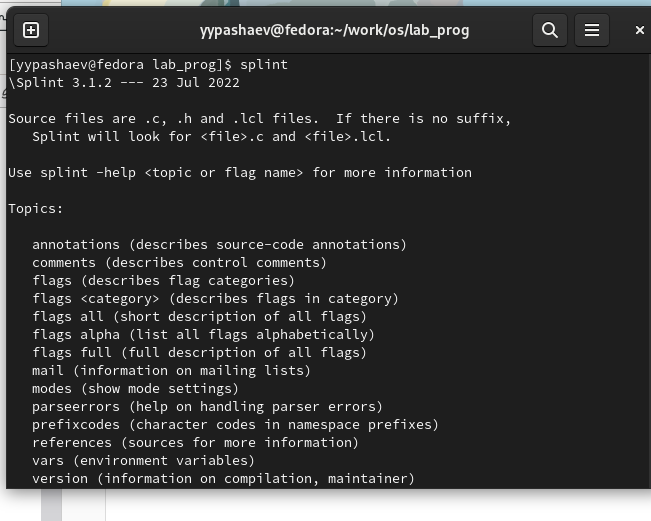 yypashaev@fedora:~/work/os/lab_prog
[yypashaev@fedora lab_prog]$ splint
\Splint 3.1.2 --- 23 Jul 2022
Source files are .c, .h and .lcl files.  If there is no suffix,
   Splint will look for <file>.c and <file>.lcl.
Use splint -help <topic or flag name> for more information
Topics:
   annotations (describes source-code annotations)
   comments (describes control comments)
   flags (describes flag categories)
   flags <category> (describes flags in category)
   flags all (short description of all flags)
   flags alpha (list all flags alphabetically)
   flags full (full description of all flags)
   mail (information on mailing lists)
   modes (show mode settings)
   parseerrors (help on handling parser errors)
   prefixcodes (character codes in namespace prefixes)
   references (sources for more information)
   vars (environment variables)
   version (information on compilation, maintainer)